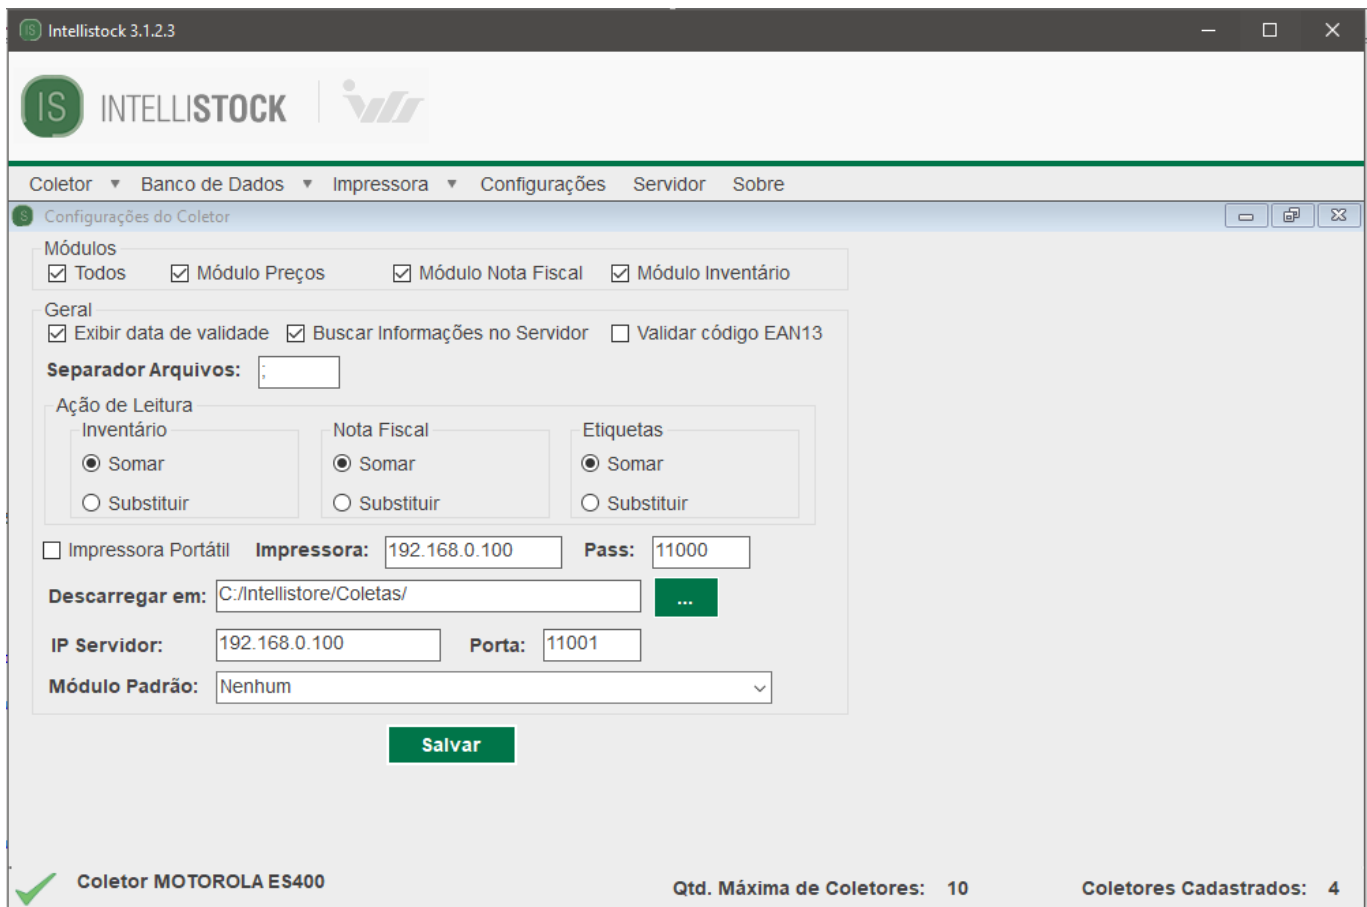 IS Intellistock 3.1.2.3
IS INTELLISTOCK iws
Coletor Banco de Dados Impressora Configurações Servidor Sobre
IS Configurações do Coletor
Módulos
Todos Módulo Preços Módulo Nota Fiscal Módulo Inventário
Geral
Exibir data de validade Buscar Informações no Servidor Validar código EAN13
Separador Arquivos: ;
Ação de Leitura
Inventário Nota Fiscal Etiquetas
Somar Somar Somar
Substituir Substituir Substituir
Impressora Portátil Impressora: 192.168.0.100 Pass: 11000
Descarregar em: C:/Intellistore/Coletas/ ...
IP Servidor: 192.168.0.100 Porta: 11001
Módulo Padrão: Nenhum
Salvar
Coletor MOTOROLA ES400 Qtd. Máxima de Coletores: 10 Coletores Cadastrados: 4